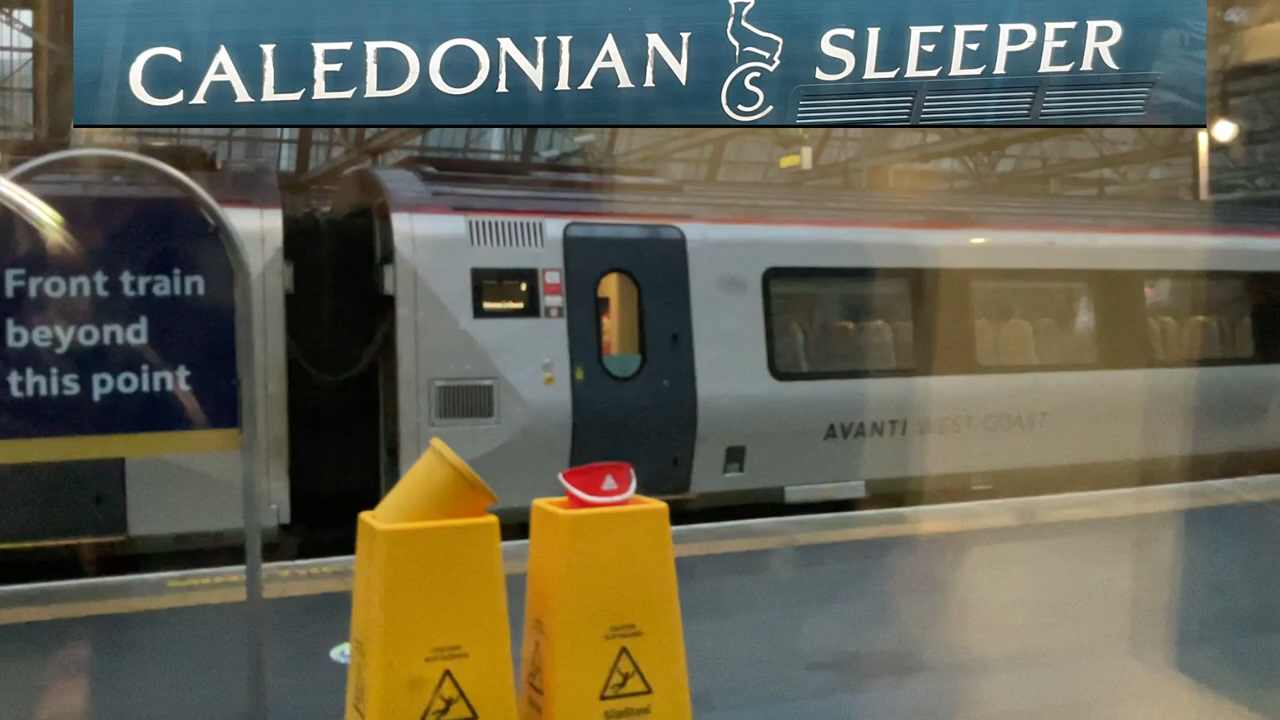 CALEDONIAN SLEEPER
Front train
beyond
this point
AVANTI WEST COAST